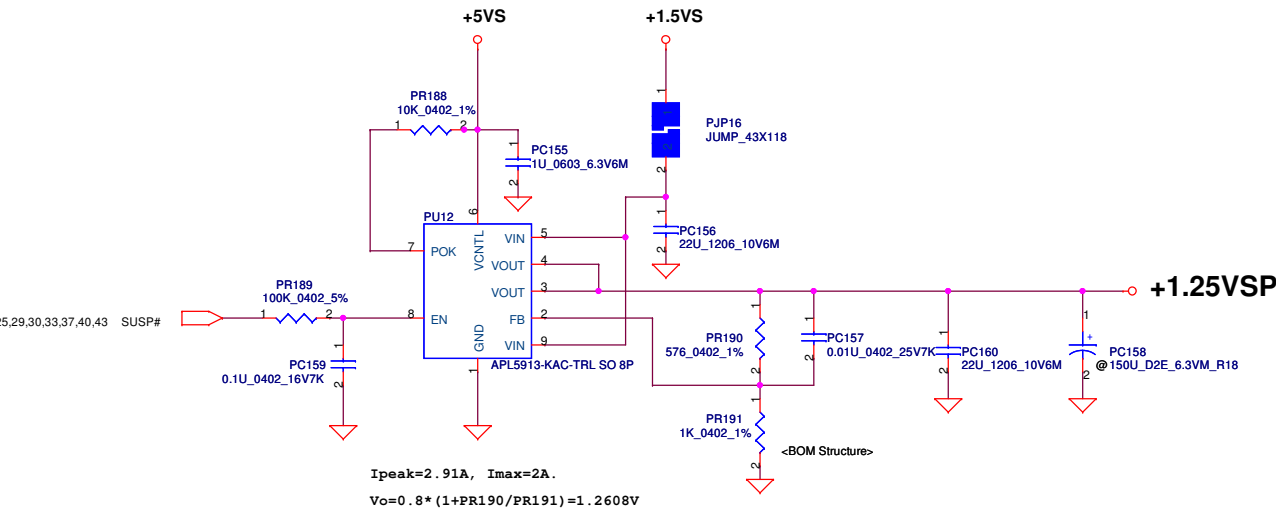 +5VS
+1.5VS
PR188
10K_0402_1%
1
2
PC155
1U_0603_6.3V6M
1
2
PJP16
JUMP_43X118
1
2
PC156
22U_1206_10V6M
1
2
PU12
6
VCNTL
7
POK
8
EN
GND
1
VIN
5
VOUT
4
VOUT
3
FB
2
VIN
9
APL5913-KAC-TRL SO 8P
25,29,30,33,37,40,43 SUSP#
PR189
100K_0402_5%
1
2
PC159
0.1U_0402_16V7K
1
2
PR190
576_0402_1%
1
2
PC157
0.01U_0402_25V7K
1
2
PC160
22U_1206_10V6M
1
2
+
PC158
@150U_D2E_6.3VM_R18
1
2
+1.25VSP
PR191
1K_0402_1%
1
2
<BOM Structure>
Ipeak=2.91A, Imax=2A.
Vo=0.8*(1+PR190/PR191)=1.2608V